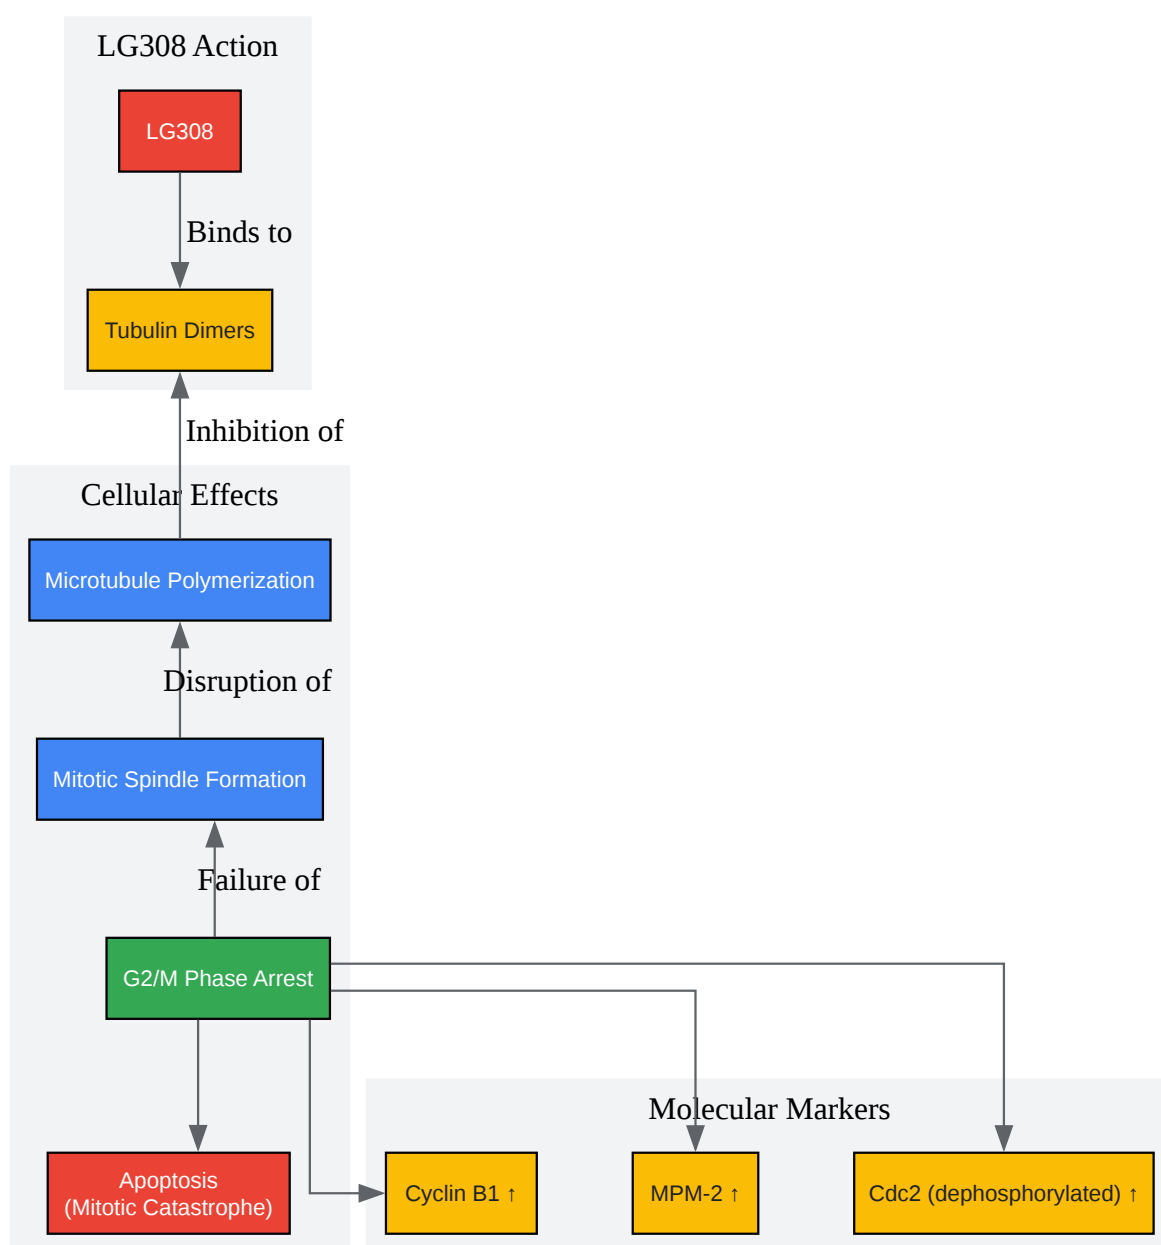 LG308 Action
LG308
Binds to
Tubulin Dimers
Inhibition of
Cellular Effects
Microtubule Polymerization
Disruption of
Mitotic Spindle Formation
Failure of
G2/M Phase Arrest
Molecular Markers
Apoptosis
(Mitotic Catastrophe)
Cyclin B1 ↑
MPM-2 ↑
Cdc2 (dephosphorylated) ↑